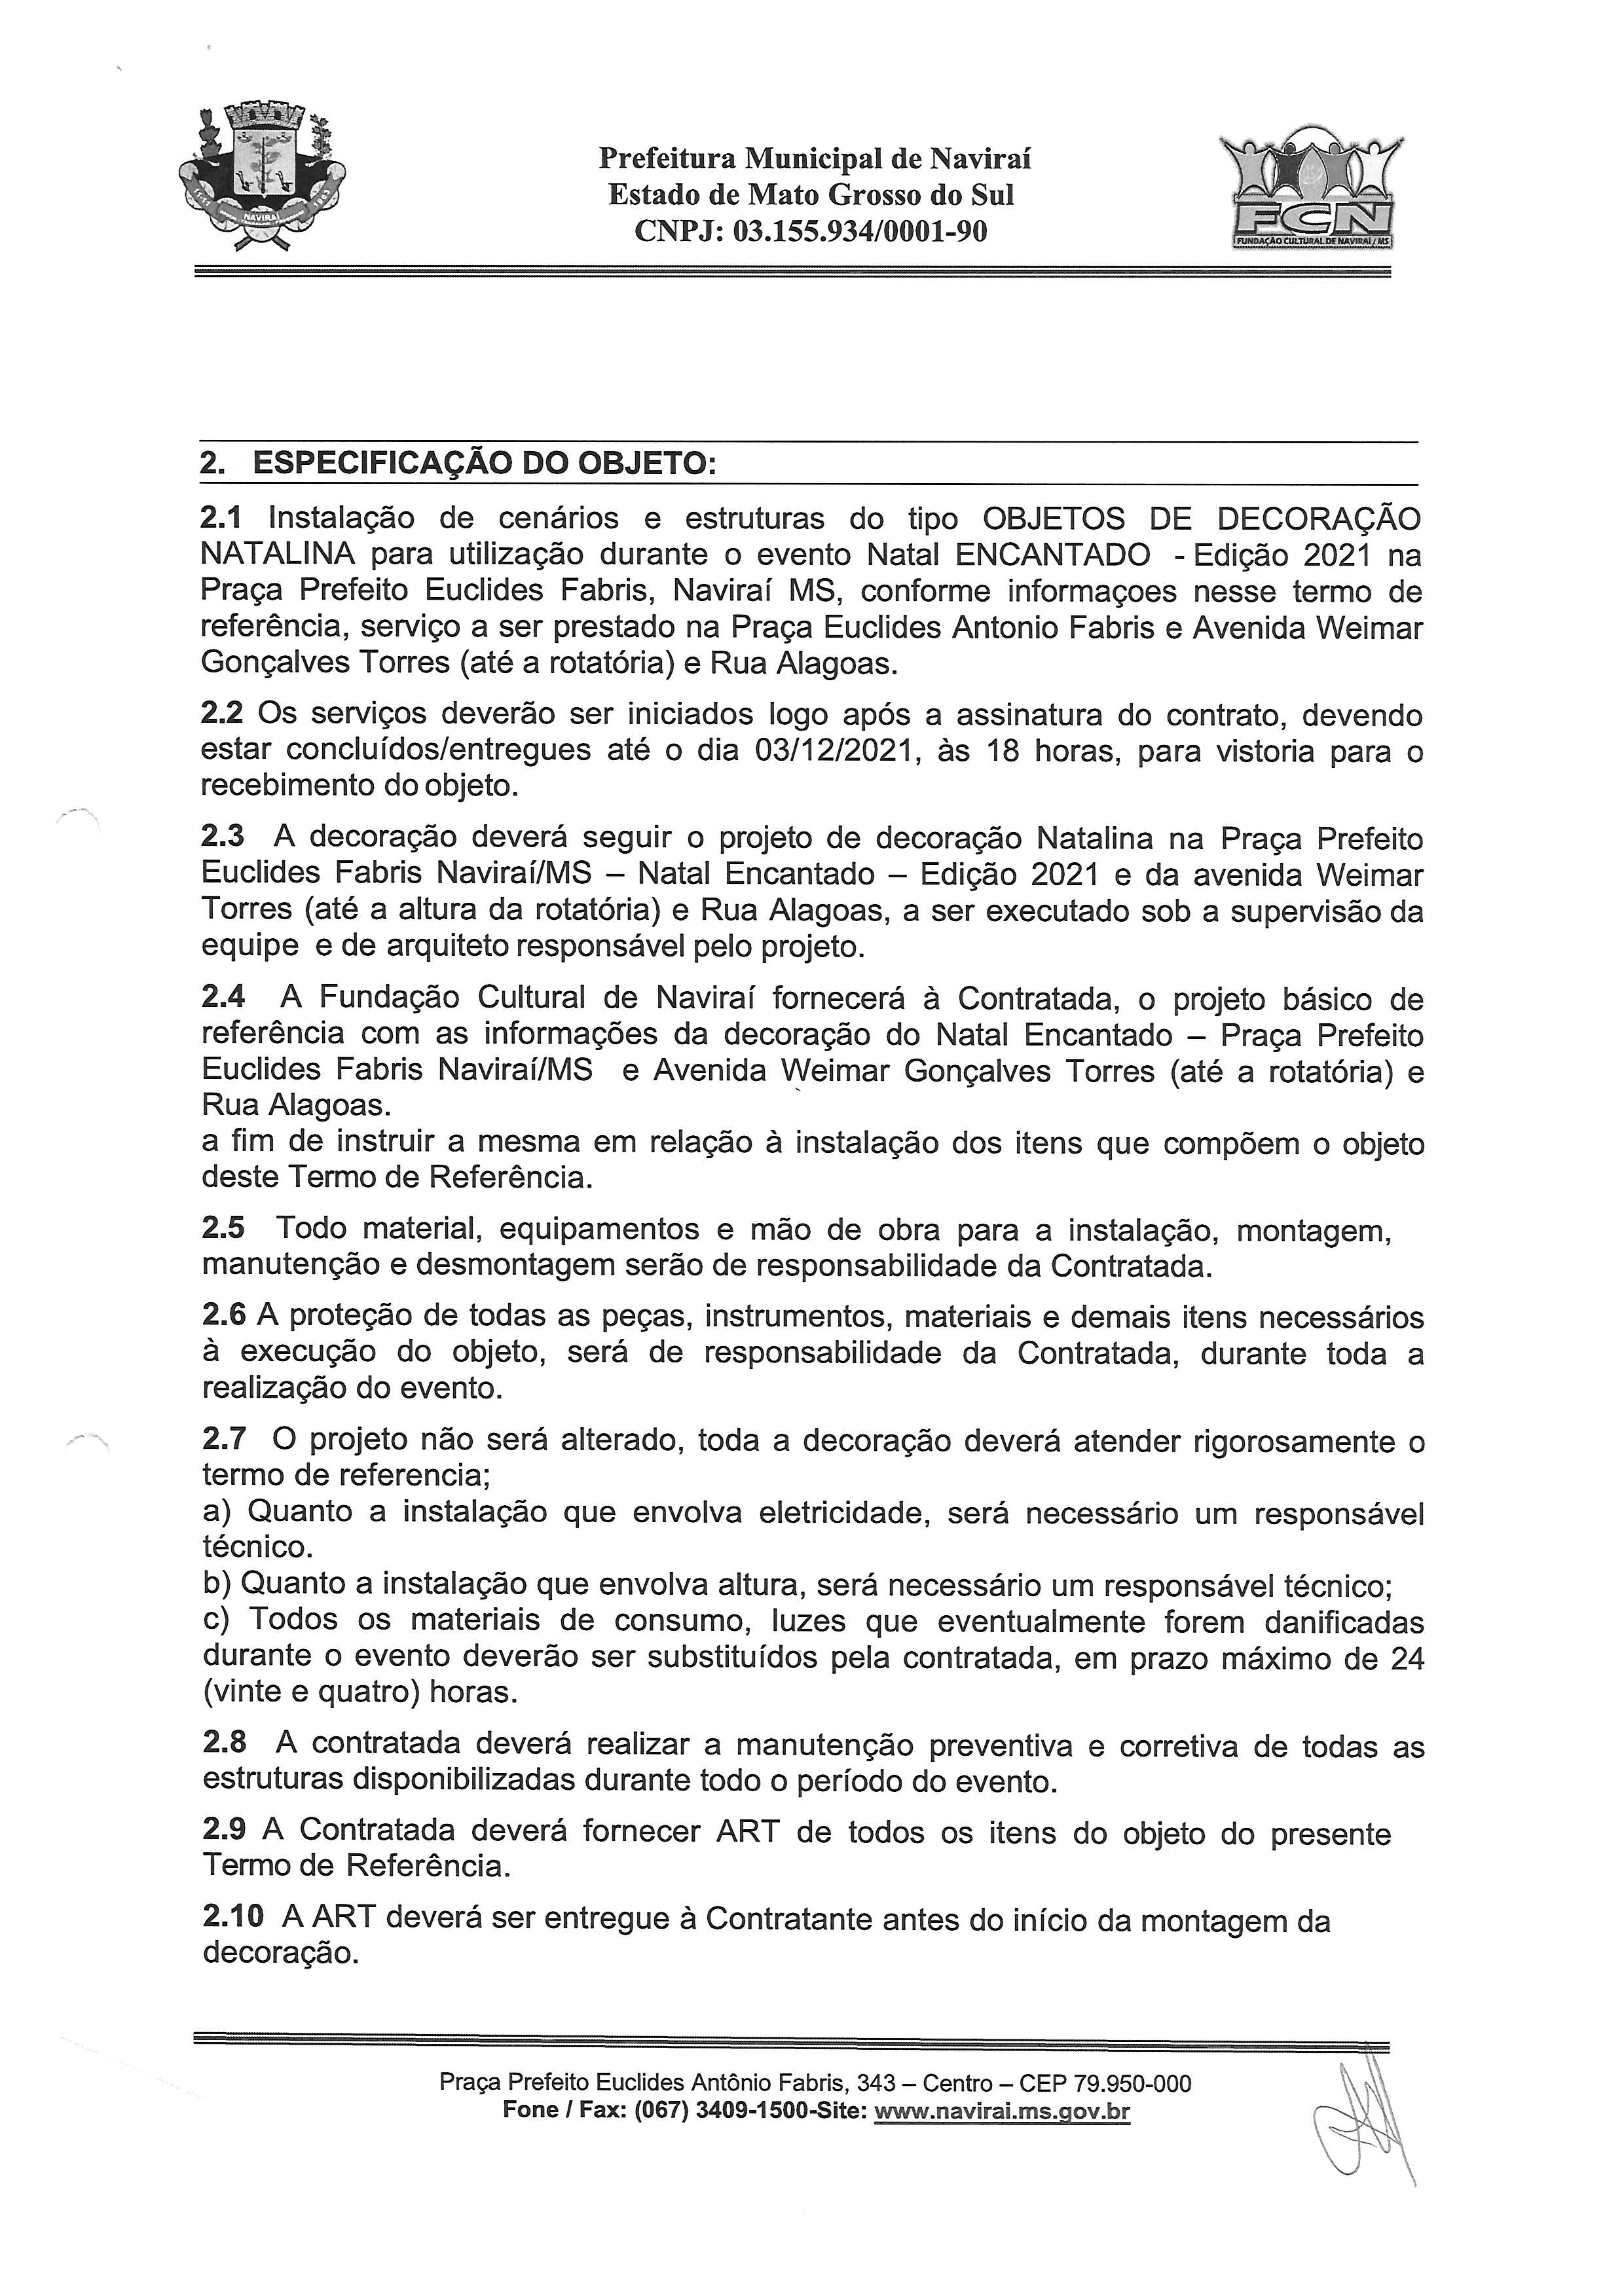 Prefeitura Municipal de Naviraí
Estado de Mato Grosso do Sul
CNPJ: 03.155.934/0001-90
NAVIRAÍ
1963
FCN
FUNDAÇÃO CULTURAL DE NAVIRAÍ / MS
2. ESPECIFICAÇÃO DO OBJETO:
2.1 Instalação de cenários e estruturas do tipo OBJETOS DE DECORAÇÃO
NATALINA para utilização durante o evento Natal ENCANTADO - Edição 2021 na
Praça Prefeito Euclides Fabris, Naviraí MS, conforme informaçoes nesse termo de
referência, serviço a ser prestado na Praça Euclides Antonio Fabris e Avenida Weimar
Gonçalves Torres (até a rotatória) e Rua Alagoas.
2.2 Os serviços deverão ser iniciados logo após a assinatura do contrato, devendo
estar concluídos/entregues até o dia 03/12/2021, às 18 horas, para vistoria para o
recebimento do objeto.
2.3 A decoração deverá seguir o projeto de decoração Natalina na Praça Prefeito
Euclides Fabris Naviraí/MS – Natal Encantado – Edição 2021 e da avenida Weimar
Torres (até a altura da rotatória) e Rua Alagoas, a ser executado sob a supervisão da
equipe e de arquiteto responsável pelo projeto.
2.4 A Fundação Cultural de Naviraí fornecerá à Contratada, o projeto básico de
referência com as informações da decoração do Natal Encantado – Praça Prefeito
Euclides Fabris Naviraí/MS e Avenida Weimar Gonçalves Torres (até a rotatória) e
Rua Alagoas.
a fim de instruir a mesma em relação à instalação dos itens que compõem o objeto
deste Termo de Referência.
2.5 Todo material, equipamentos e mão de obra para a instalação, montagem,
manutenção e desmontagem serão de responsabilidade da Contratada.
2.6 A proteção de todas as peças, instrumentos, materiais e demais itens necessários
à execução do objeto, será de responsabilidade da Contratada, durante toda a
realização do evento.
2.7 O projeto não será alterado, toda a decoração deverá atender rigorosamente o
termo de referencia;
a) Quanto a instalação que envolva eletricidade, será necessário um responsável
técnico.
b) Quanto a instalação que envolva altura, será necessário um responsável técnico;
c) Todos os materiais de consumo, luzes que eventualmente forem danificadas
durante o evento deverão ser substituídos pela contratada, em prazo máximo de 24
(vinte e quatro) horas.
2.8 A contratada deverá realizar a manutenção preventiva e corretiva de todas as
estruturas disponibilizadas durante todo o período do evento.
2.9 A Contratada deverá fornecer ART de todos os itens do objeto do presente
Termo de Referência.
2.10 A ART deverá ser entregue à Contratante antes do início da montagem da
decoração.
Praça Prefeito Euclides Antônio Fabris, 343 – Centro – CEP 79.950-000
Fone / Fax: (067) 3409-1500-Site: www.navirai.ms.gov.br